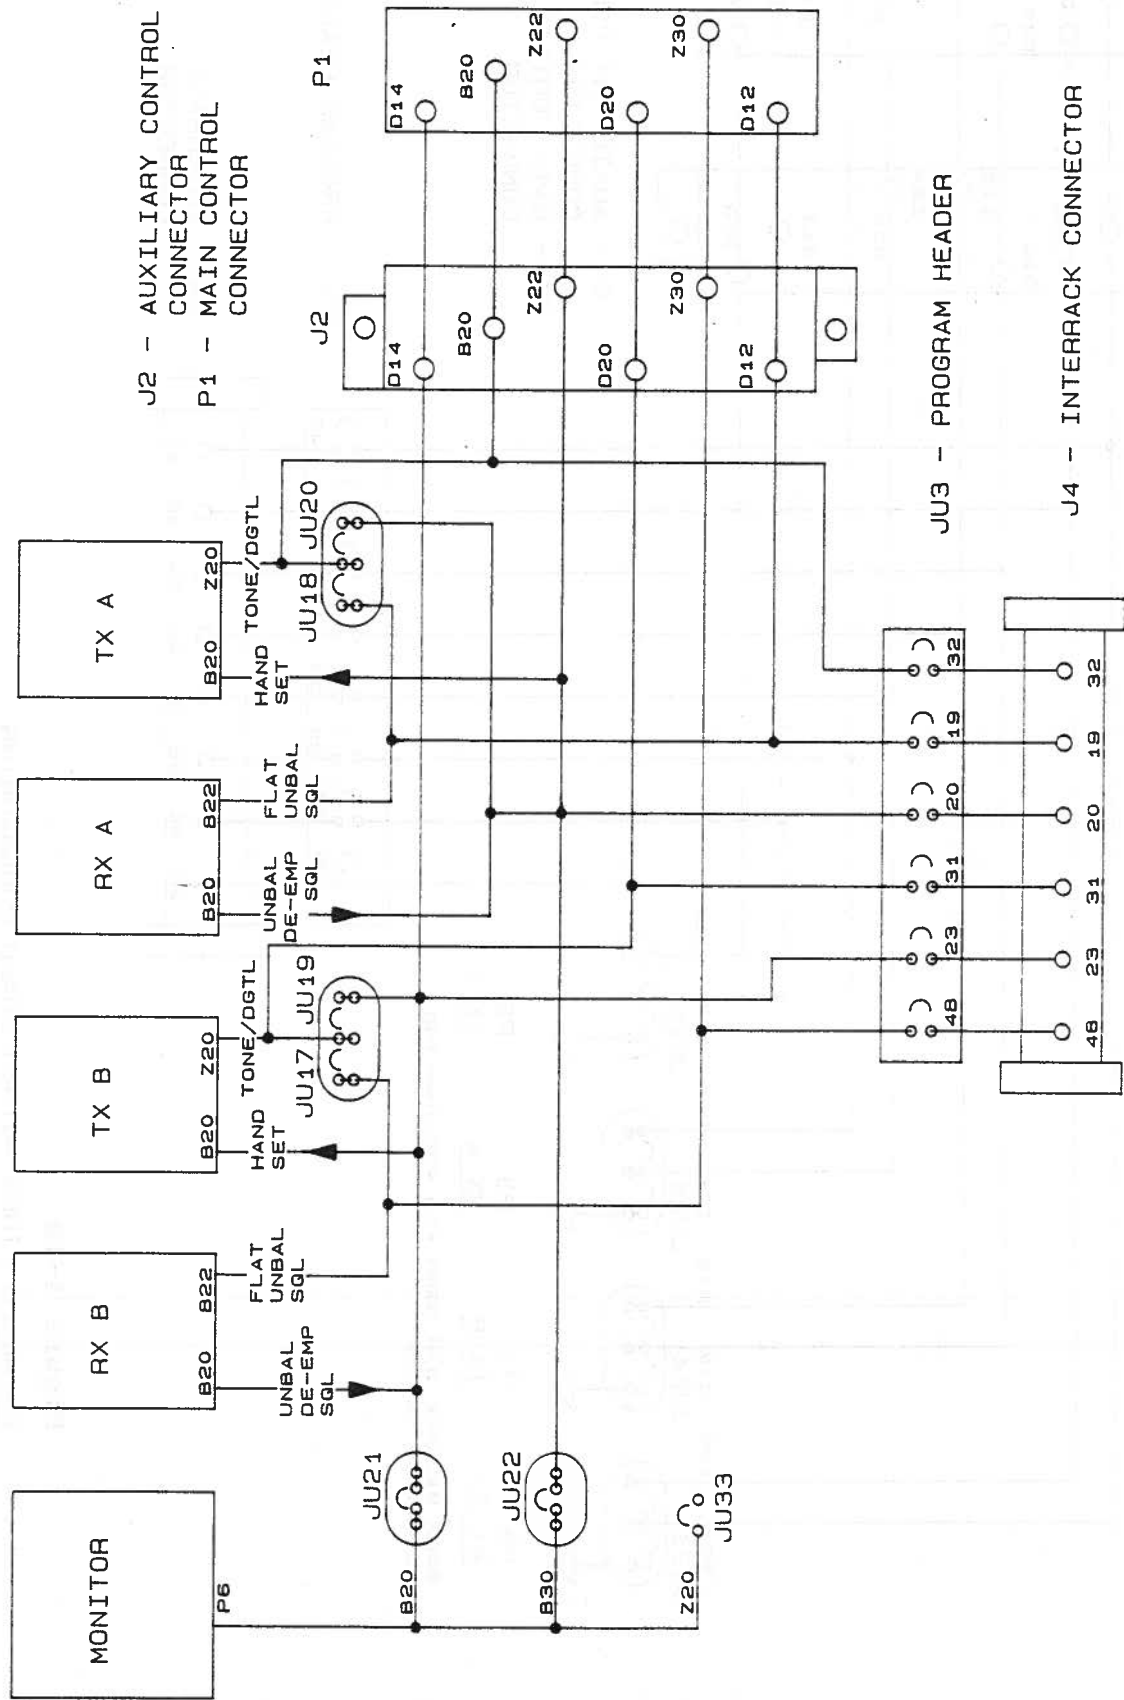 MONITOR
P6
RX B
B20
B22
TX B
B20
Z20
RX A
B20
B22
TX A
B20
Z20
UNBAL
DE-EMP
SQL
FLAT
UNBAL
SQL
HAND
SET
TONE/DGTL
UNBAL
DE-EMP
SQL
FLAT
UNBAL
SQL
HAND
SET
TONE/DGTL
JU17
JU19
JU18
JU20
B20
JU21
B30
JU22
Z20
JU33
J2 - AUXILIARY CONTROL
CONNECTOR
P1 - MAIN CONTROL
CONNECTOR
J2
D14
B20
Z22
D20
Z30
D12
P1
D14
B20
Z22
D20
Z30
D12
48
23
31
20
19
32
JU3 - PROGRAM HEADER
48
23
31
20
19
32
J4 - INTERRACK CONNECTOR